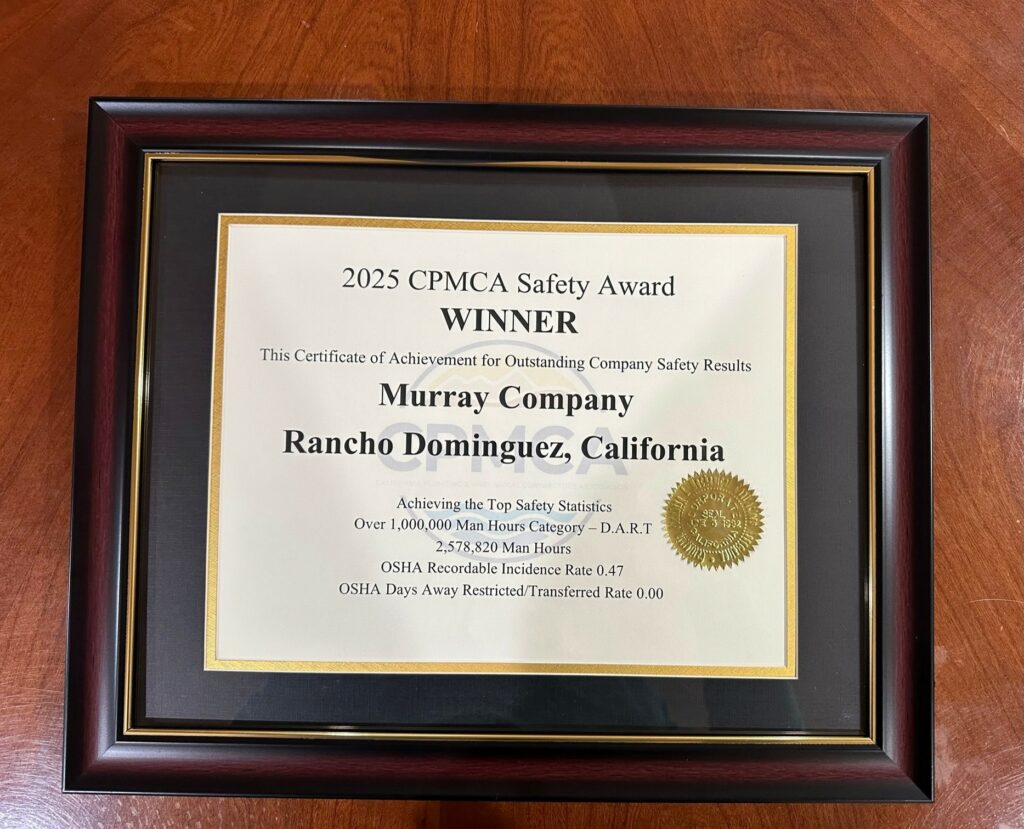 2025 CPMCA Safety Award
WINNER
This Certificate of Achievement for Outstanding Company Safety Results
Murray Company
Rancho Dominguez, California
CPMCA
Achieving the Top Safety Statistics
Over 1,000,000 Man Hours Category – D.A.R.T
2,578,820 Man Hours
OSHA Recordable Incidence Rate 0.47
OSHA Days Away Restricted/Transferred Rate 0.00
SEAL
CALIFORNIA